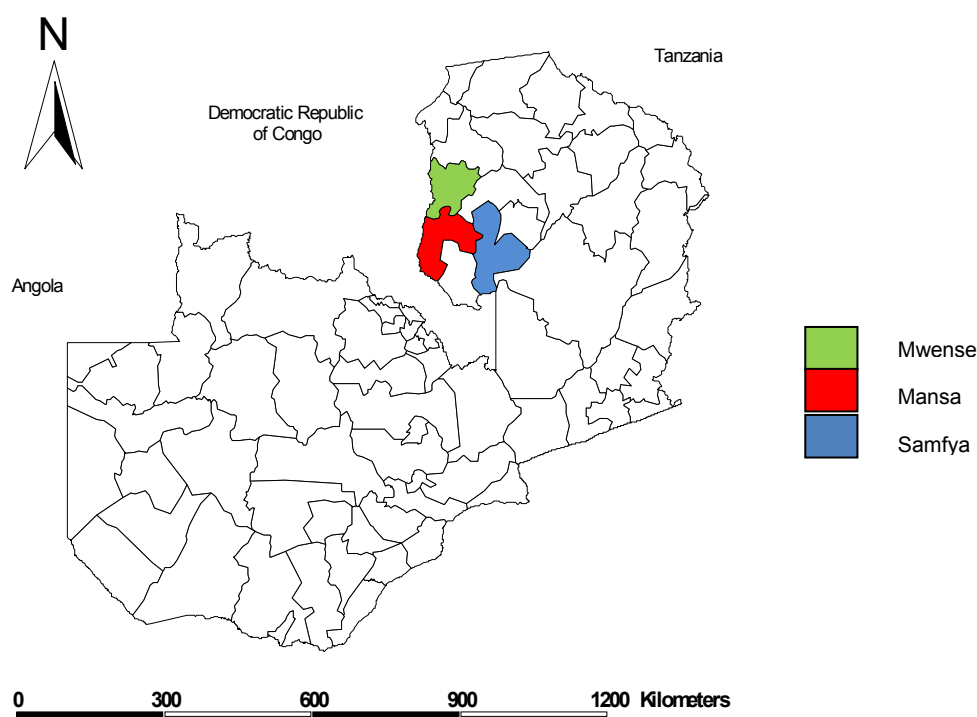 N
Tanzania
Democratic Republic
of Congo
Angola
Mwense
Mansa
Samfya
0 300 600 900 1200 Kilometers